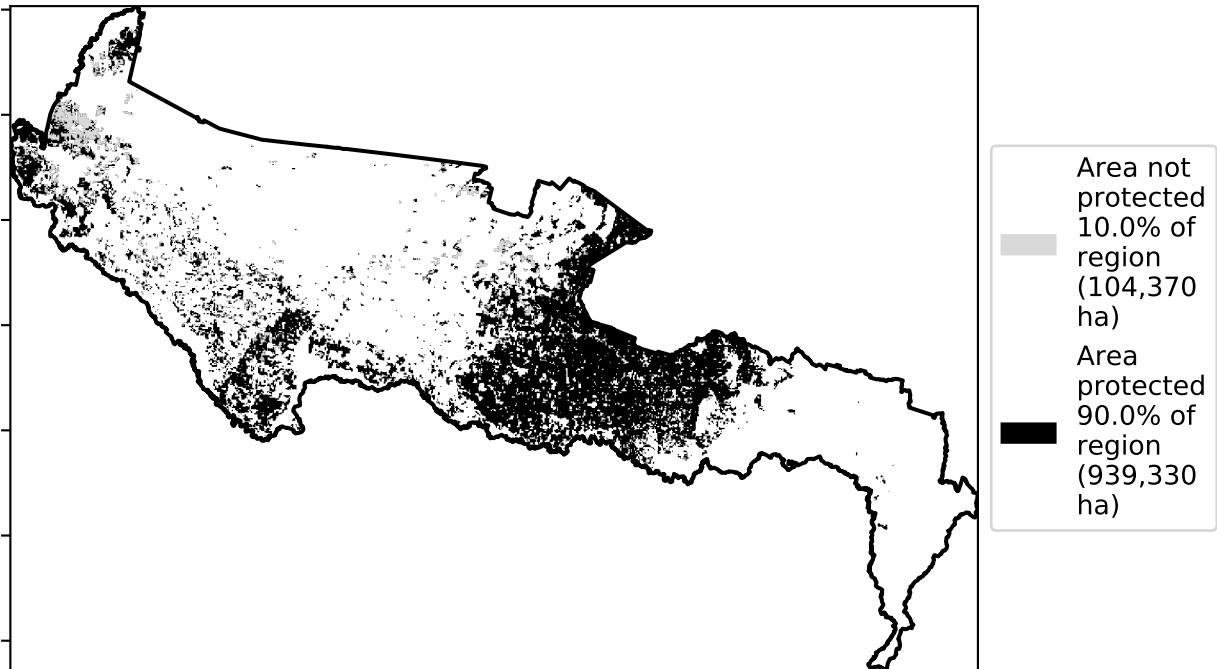 Area not
protected
10.0% of
region
(104,370
ha)
Area
protected
90.0% of
region
(939,330
ha)